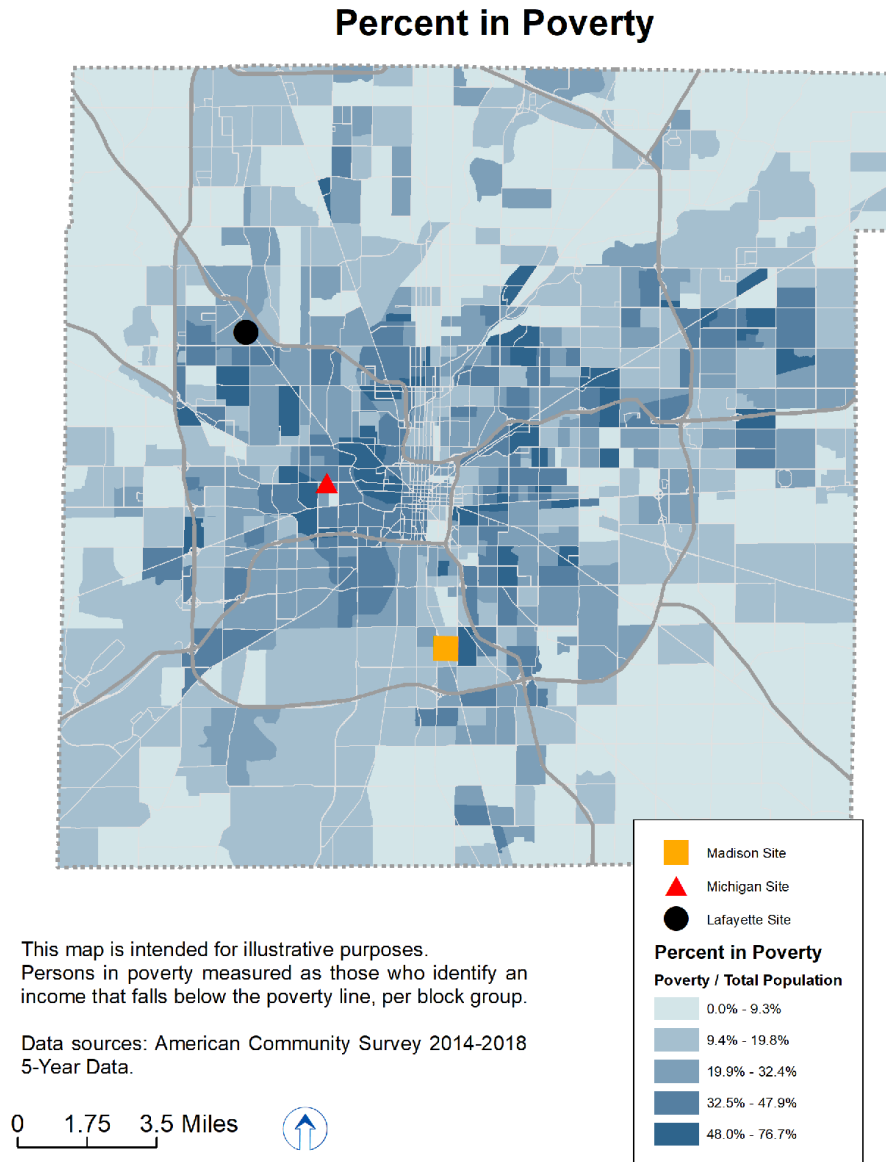 Percent in Poverty
Madison Site
Michigan Site
Lafayette Site
Percent in Poverty
Poverty / Total Population
0.0% - 9.3%
9.4% - 19.8%
19.9% - 32.4%
32.5% - 47.9%
48.0% - 76.7%
This map is intended for illustrative purposes.
Persons in poverty measured as those who identify an
income that falls below the poverty line, per block group.
Data sources: American Community Survey 2014-2018
5-Year Data.
0 1.75 3.5 Miles